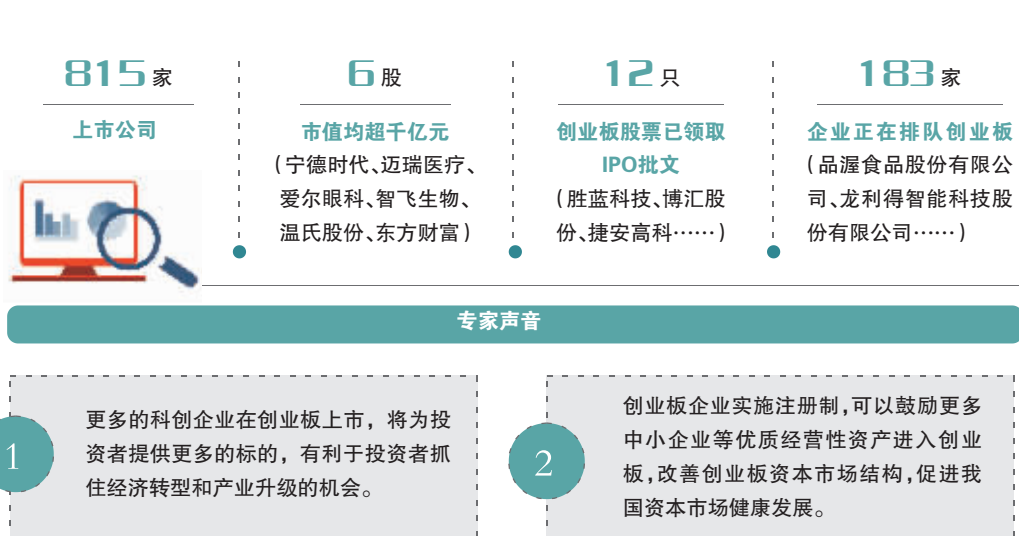 815家
上市公司
6股
市值均超千亿元
(宁德时代、迈瑞医疗、
爱尔眼科、智飞生物、
温氏股份、东方财富)
12只
创业板股票已领取
IPO批文
(胜蓝科技、博汇股
份、捷安高科……)
183家
企业正在排队创业板
(品渥食品股份有限公
司、龙利得智能科技股
份有限公司……)
专家声音
1
更多的科创企业在创业板上市，将为投
资者提供更多的标的，有利于投资者抓
住经济转型和产业升级的机会。
2
创业板企业实施注册制,可以鼓励更多
中小企业等优质经营性资产进入创业
板,改善创业板资本市场结构,促进我
国资本市场健康发展。